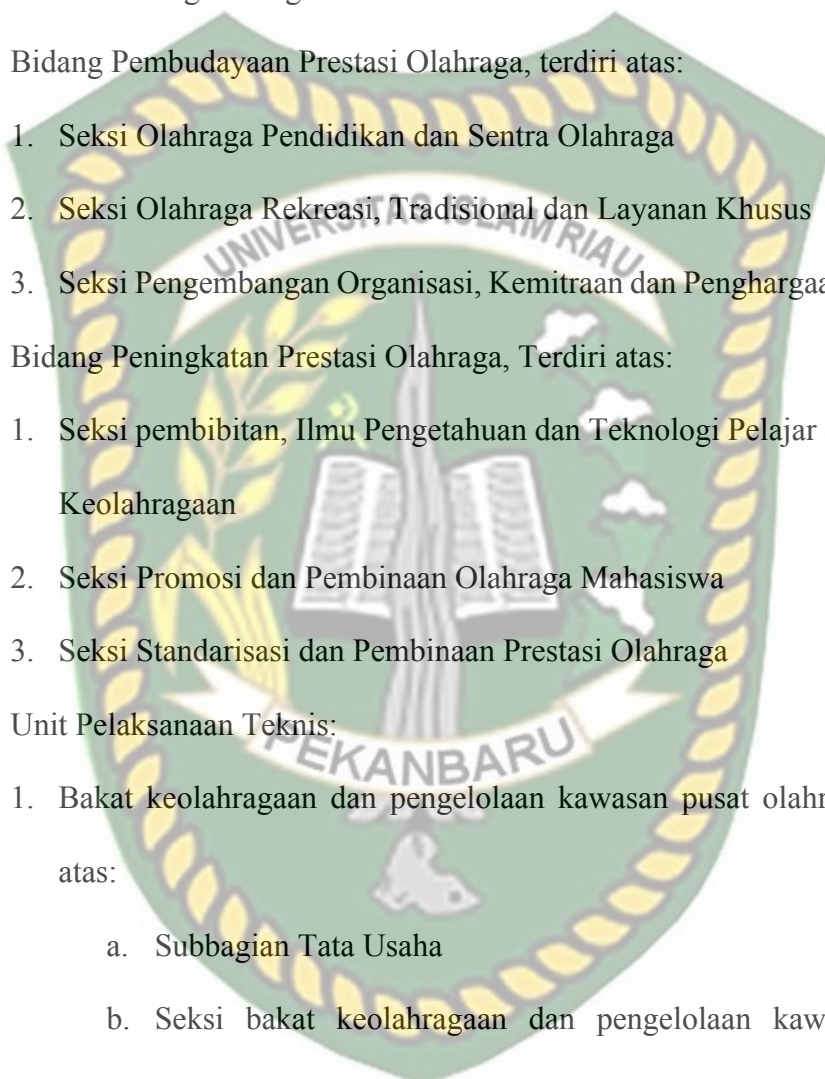 Bidang Pembudayaan Prestasi Olahraga, terdiri atas:
1. Seksi Olahraga Pendidikan dan Sentra Olahraga
2. Seksi Olahraga Rekreasi, Tradisional dan Layanan Khusus
UNIVERSITAS ISLAM RIAU
3. Seksi Pengembangan Organisasi, Kemitraan dan Penghargaa
Bidang Peningkatan Prestasi Olahraga, Terdiri atas:
1. Seksi pembibitan, Ilmu Pengetahuan dan Teknologi Pelajar
Keolahragaan
2. Seksi Promosi dan Pembinaan Olahraga Mahasiswa
3. Seksi Standarisasi dan Pembinaan Prestasi Olahraga
Unit Pelaksanaan Teknis:
PEKANBARU
1. Bakat keolahragaan dan pengelolaan kawasan pusat olahr
atas:
a. Subbagian Tata Usaha
b. Seksi bakat keolahragaan dan pengelolaan kaw